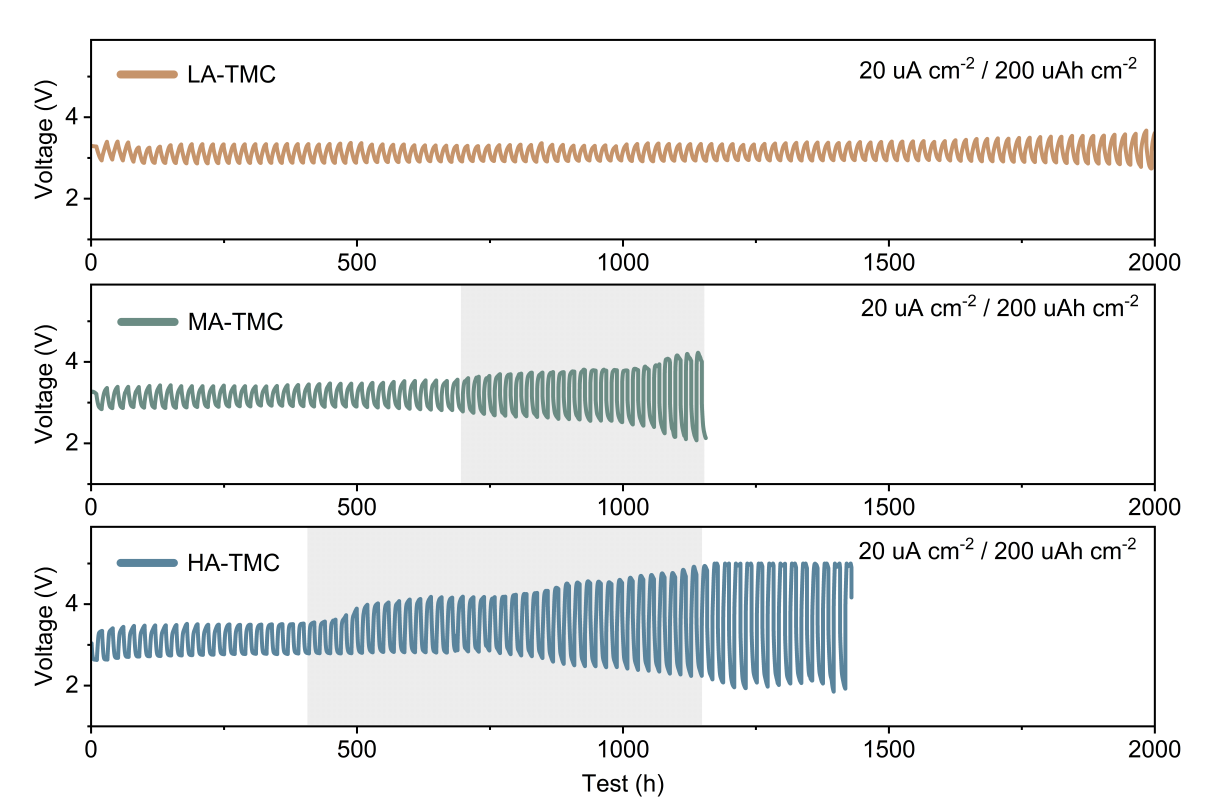 LA-TMC 20 uA cm-2 / 200 uAh cm-2
Voltage (V)
4
2
0 500 1000 1500 2000
MA-TMC 20 uA cm-2 / 200 uAh cm-2
Voltage (V)
4
2
0 500 1000 1500 2000
HA-TMC 20 uA cm-2 / 200 uAh cm-2
Voltage (V)
4
2
0 500 1000 1500 2000
Test (h)